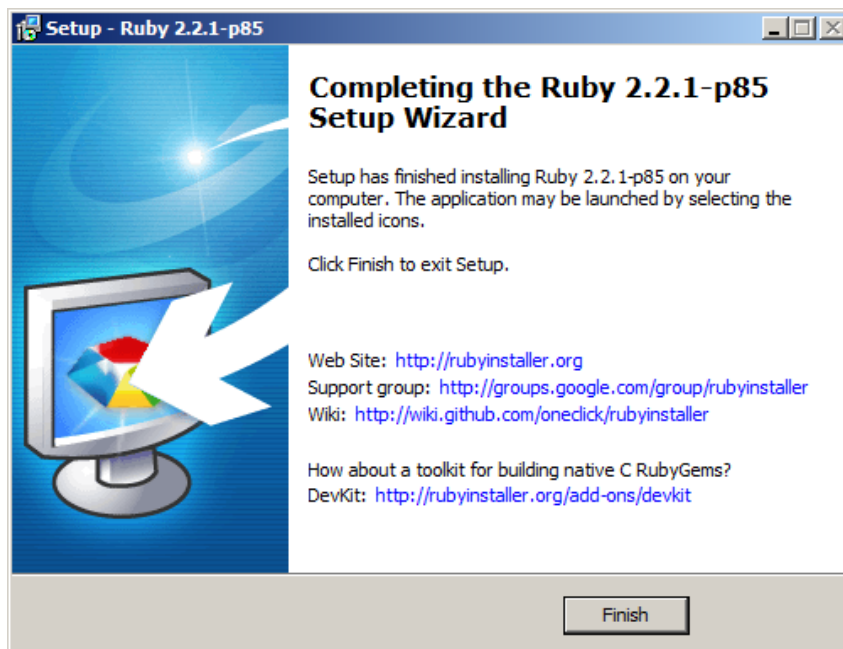 Setup - Ruby 2.2.1-p85
Completing the Ruby 2.2.1-p85
Setup Wizard
Setup has finished installing Ruby 2.2.1-p85 on your
computer. The application may be launched by selecting the
installed icons.
Click Finish to exit Setup.
Web Site: http://rubyinstaller.org
Support group: http://groups.google.com/group/rubyinstaller
Wiki: http://wiki.github.com/oneclick/rubyinstaller
How about a toolkit for building native C RubyGems?
DevKit: http://rubyinstaller.org/add-ons/devkit
Finish